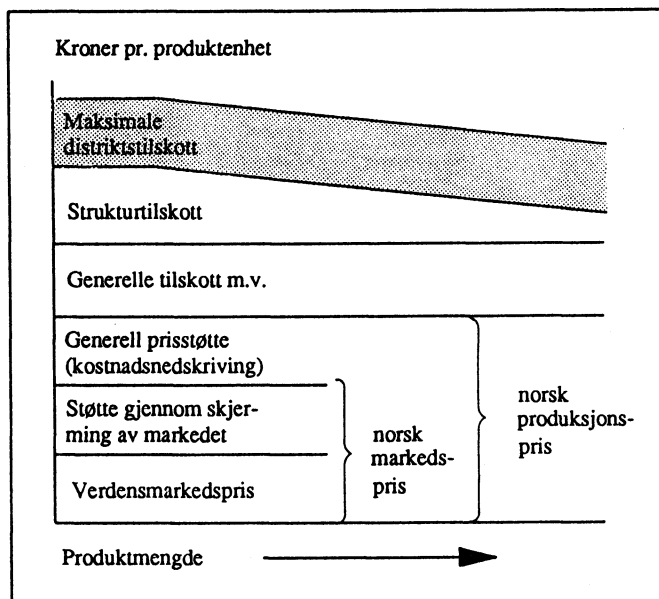 Kroner pr. produktenhet
Maksimale
distriktstilskott
Strukturtilskott
Generelle tilskott m.v.
Generell prisstøtte
(kostnadsnedskriving)
Støtte gjennom skjer-
ming av markedet
Verdensmarkedspris
norsk
markeds-
pris
norsk
produksjons-
pris
Produktmengde